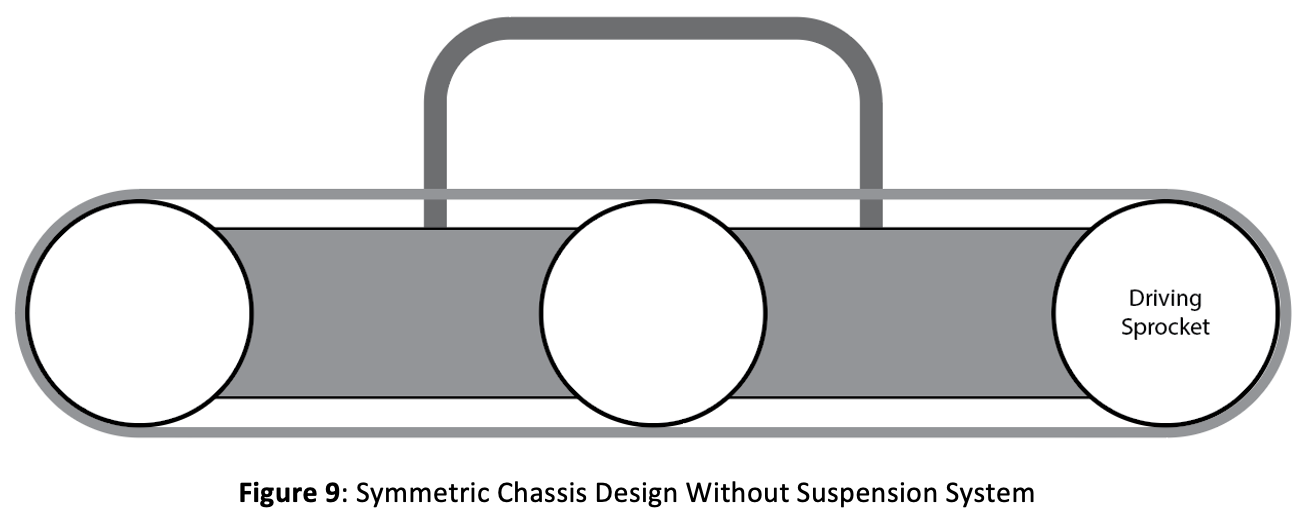 Driving
Sprocket
Figure 9: Symmetric Chassis Design Without Suspension System